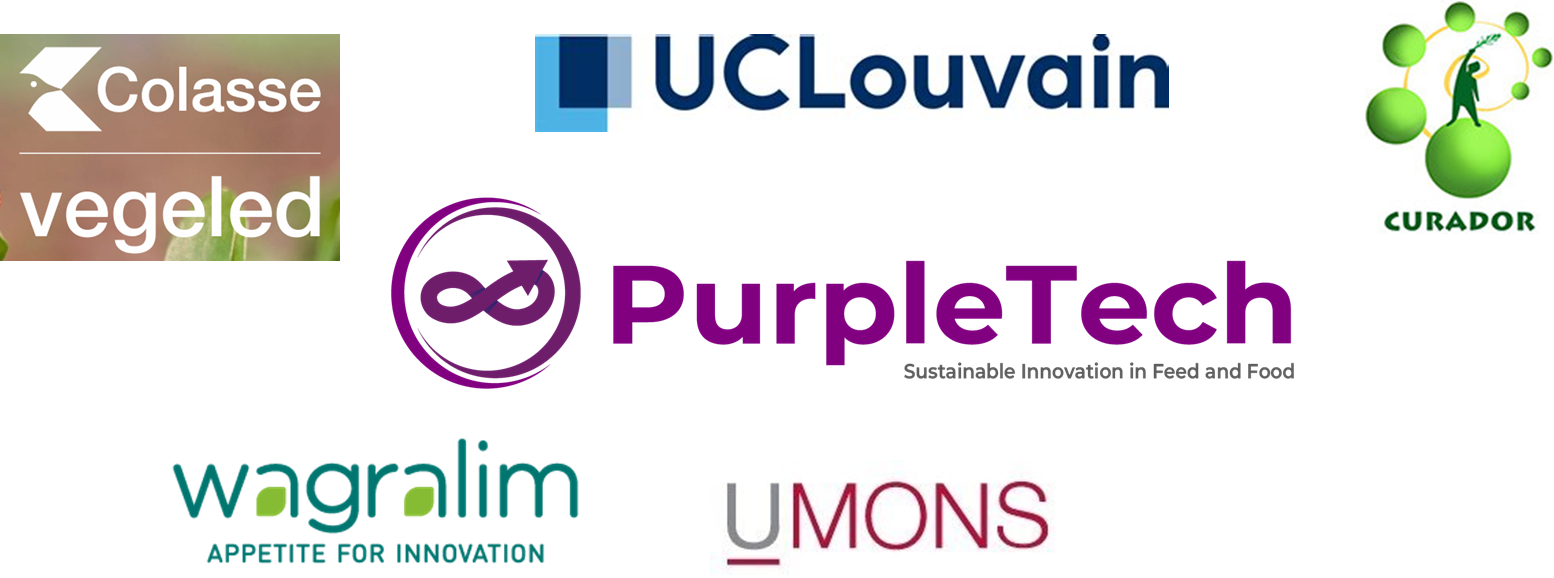 Colasse
vegeled
UCLouvain
CURADOR
PurpleTech
Sustainable Innovation in Feed and Food
wagralim
APPETITE FOR INNOVATION
UMONS